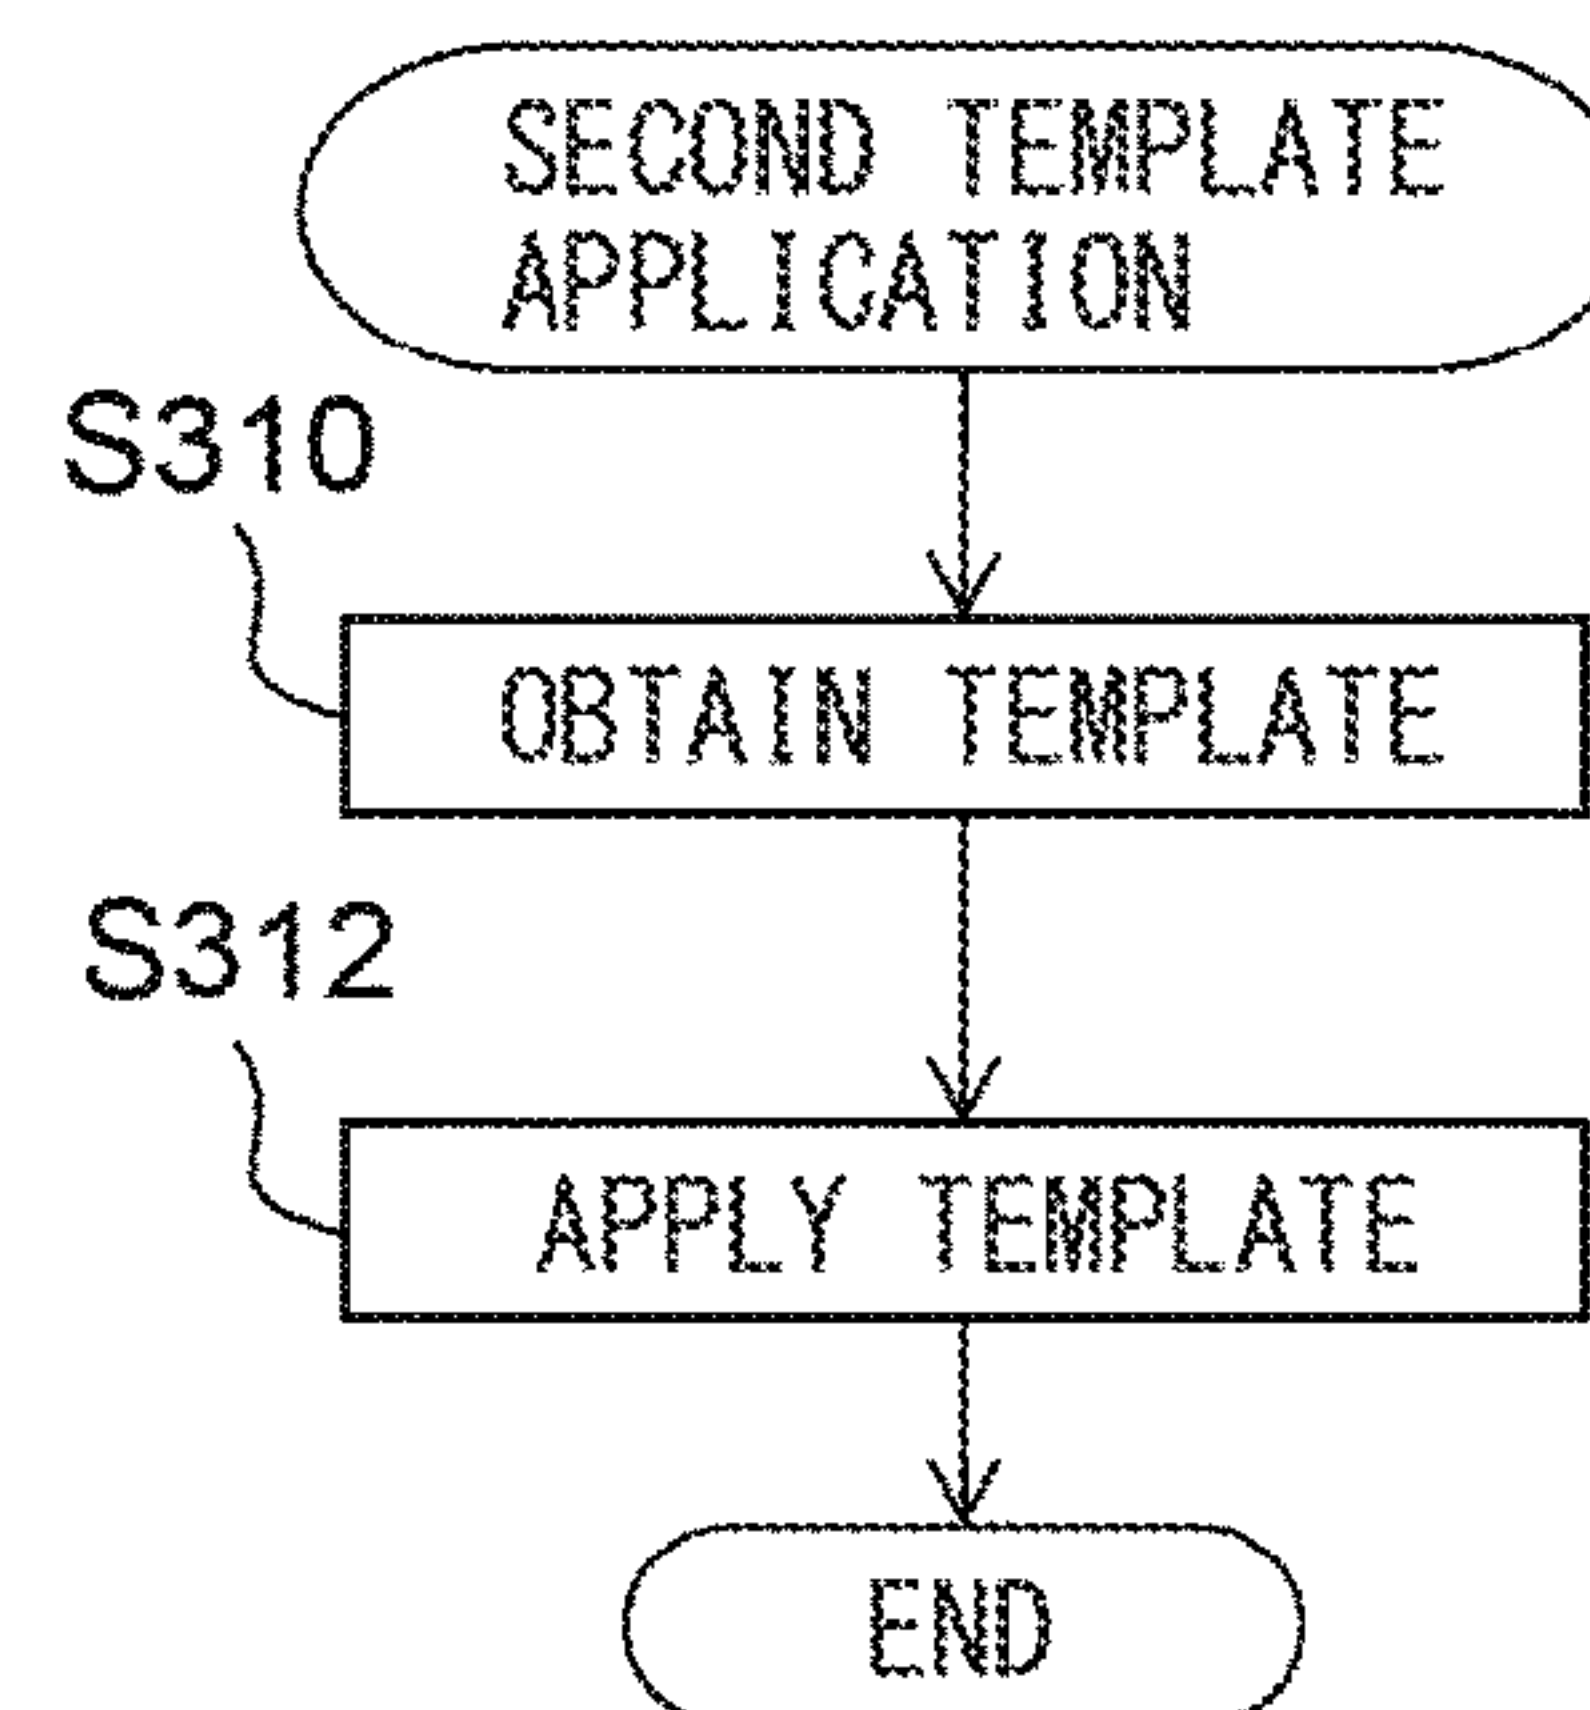 SECOND TEMPLATE
APPLICATION
S310
OBTAIN TEMPLATE
S312
APPLY TEMPLATE
END